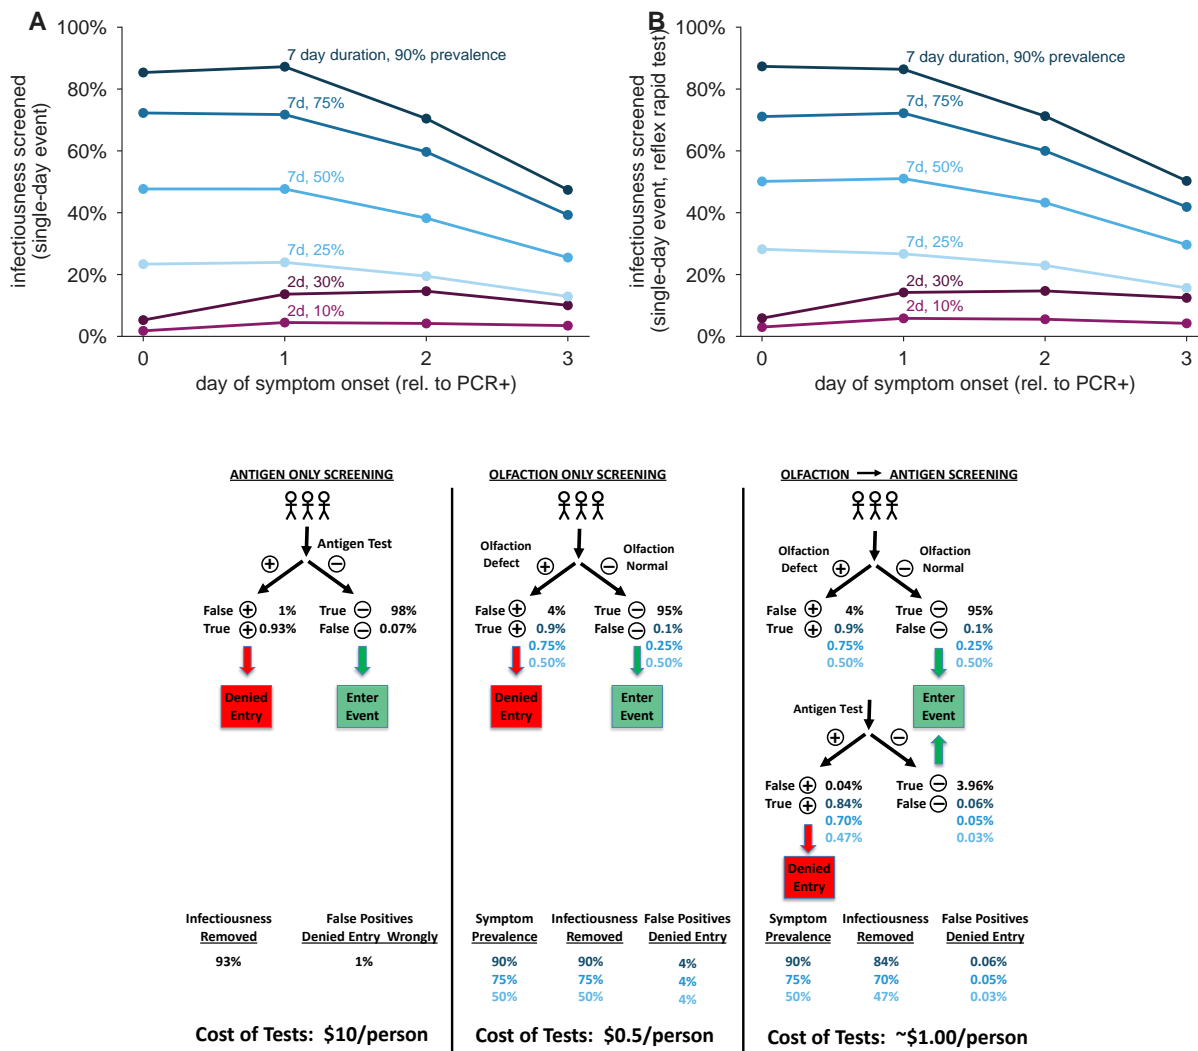 A
infectiousness screened
(single-day event)
100%
80%
60%
40%
20%
0%
7 day duration, 90% prevalence
7d, 75%
7d, 50%
7d, 25%
2d, 30%
2d, 10%
0
1
2
3
day of symptom onset (rel. to PCR+)
B
infectiousness screened
(single-day event, reflex rapid test)
100%
80%
60%
40%
20%
0%
7 day duration, 90% prevalence
7d, 75%
7d, 50%
7d, 25%
2d, 30%
2d, 10%
0
1
2
3
day of symptom onset (rel. to PCR+)
ANTIGEN ONLY SCREENING
Antigen Test
+ −
False + 1% True − 98%
True + 0.93% False − 0.07%
Denied
Entry
Enter
Event
Infectiousness
Removed
False Positives
Denied Entry Wrongly
93% 1%
Cost of Tests: $10/person
OLFACTION ONLY SCREENING
Olfaction
Defect
+ −
Olfaction
Normal
False + 4% True − 95%
True + 0.9% False − 0.1%
0.75% 0.25%
0.50% 0.50%
Denied
Entry
Enter
Event
Symptom
Prevalence
Infectiousness
Removed
False Positives
Denied Entry
90% 90% 4%
75% 75% 4%
50% 50% 4%
Cost of Tests: $0.5/person
OLFACTION → ANTIGEN SCREENING
Olfaction
Defect
+ −
Olfaction
Normal
False + 4% True − 95%
True + 0.9% False − 0.1%
0.75% 0.25%
0.50% 0.50%
Enter
Event
Antigen Test
+ −
False + 0.04% True − 3.96%
True + 0.84% False − 0.06%
0.70% 0.05%
0.47% 0.03%
Denied
Entry
Symptom
Prevalence
Infectiousness
Removed
False Positives
Denied Entry
90% 84% 0.06%
75% 70% 0.05%
50% 47% 0.03%
Cost of Tests: ~$1.00/person